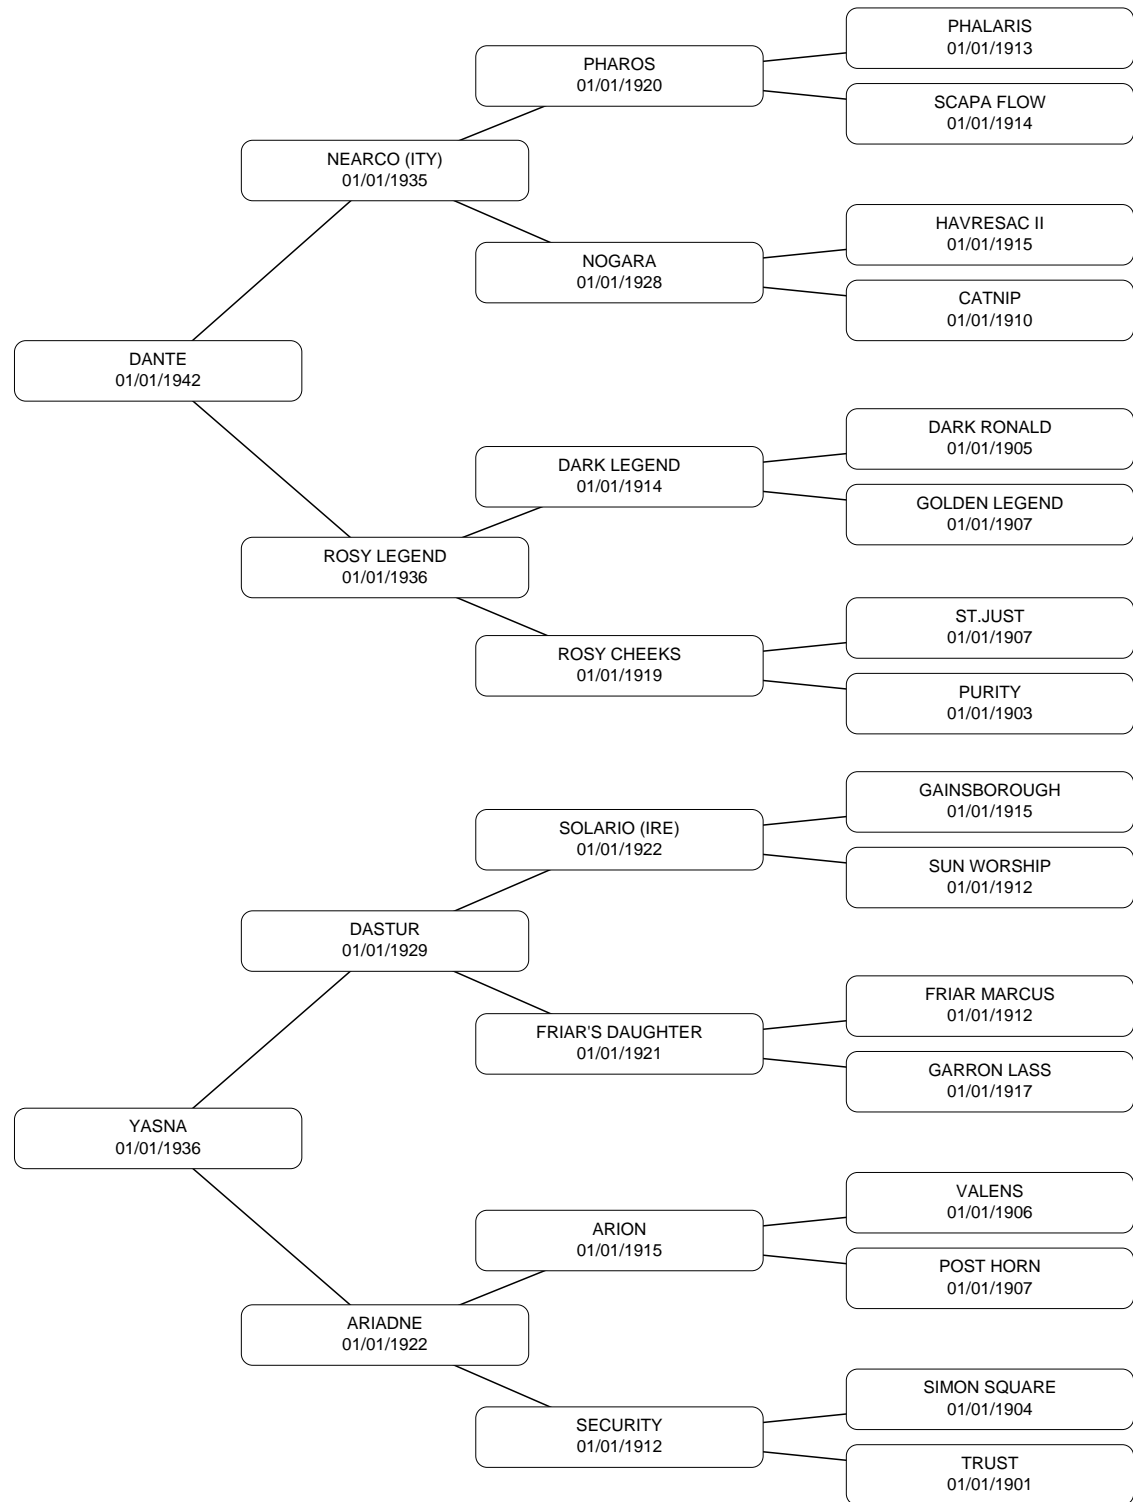 PHALARIS
01/01/1913
PHAROS
01/01/1920
SCAPA FLOW
01/01/1914
NEARCO (ITY)
01/01/1935
HAVRESAC II
01/01/1915
NOGARA
01/01/1928
CATNIP
01/01/1910
DANTE
01/01/1942
DARK RONALD
01/01/1905
DARK LEGEND
01/01/1914
GOLDEN LEGEND
01/01/1907
ROSY LEGEND
01/01/1936
ST.JUST
01/01/1907
ROSY CHEEKS
01/01/1919
PURITY
01/01/1903
GAINSBOROUGH
01/01/1915
SOLARIO (IRE)
01/01/1922
SUN WORSHIP
01/01/1912
DASTUR
01/01/1929
FRIAR MARCUS
01/01/1912
FRIAR'S DAUGHTER
01/01/1921
GARRON LASS
01/01/1917
YASNA
01/01/1936
VALENS
01/01/1906
ARION
01/01/1915
POST HORN
01/01/1907
ARIADNE
01/01/1922
SIMON SQUARE
01/01/1904
SECURITY
01/01/1912
TRUST
01/01/1901